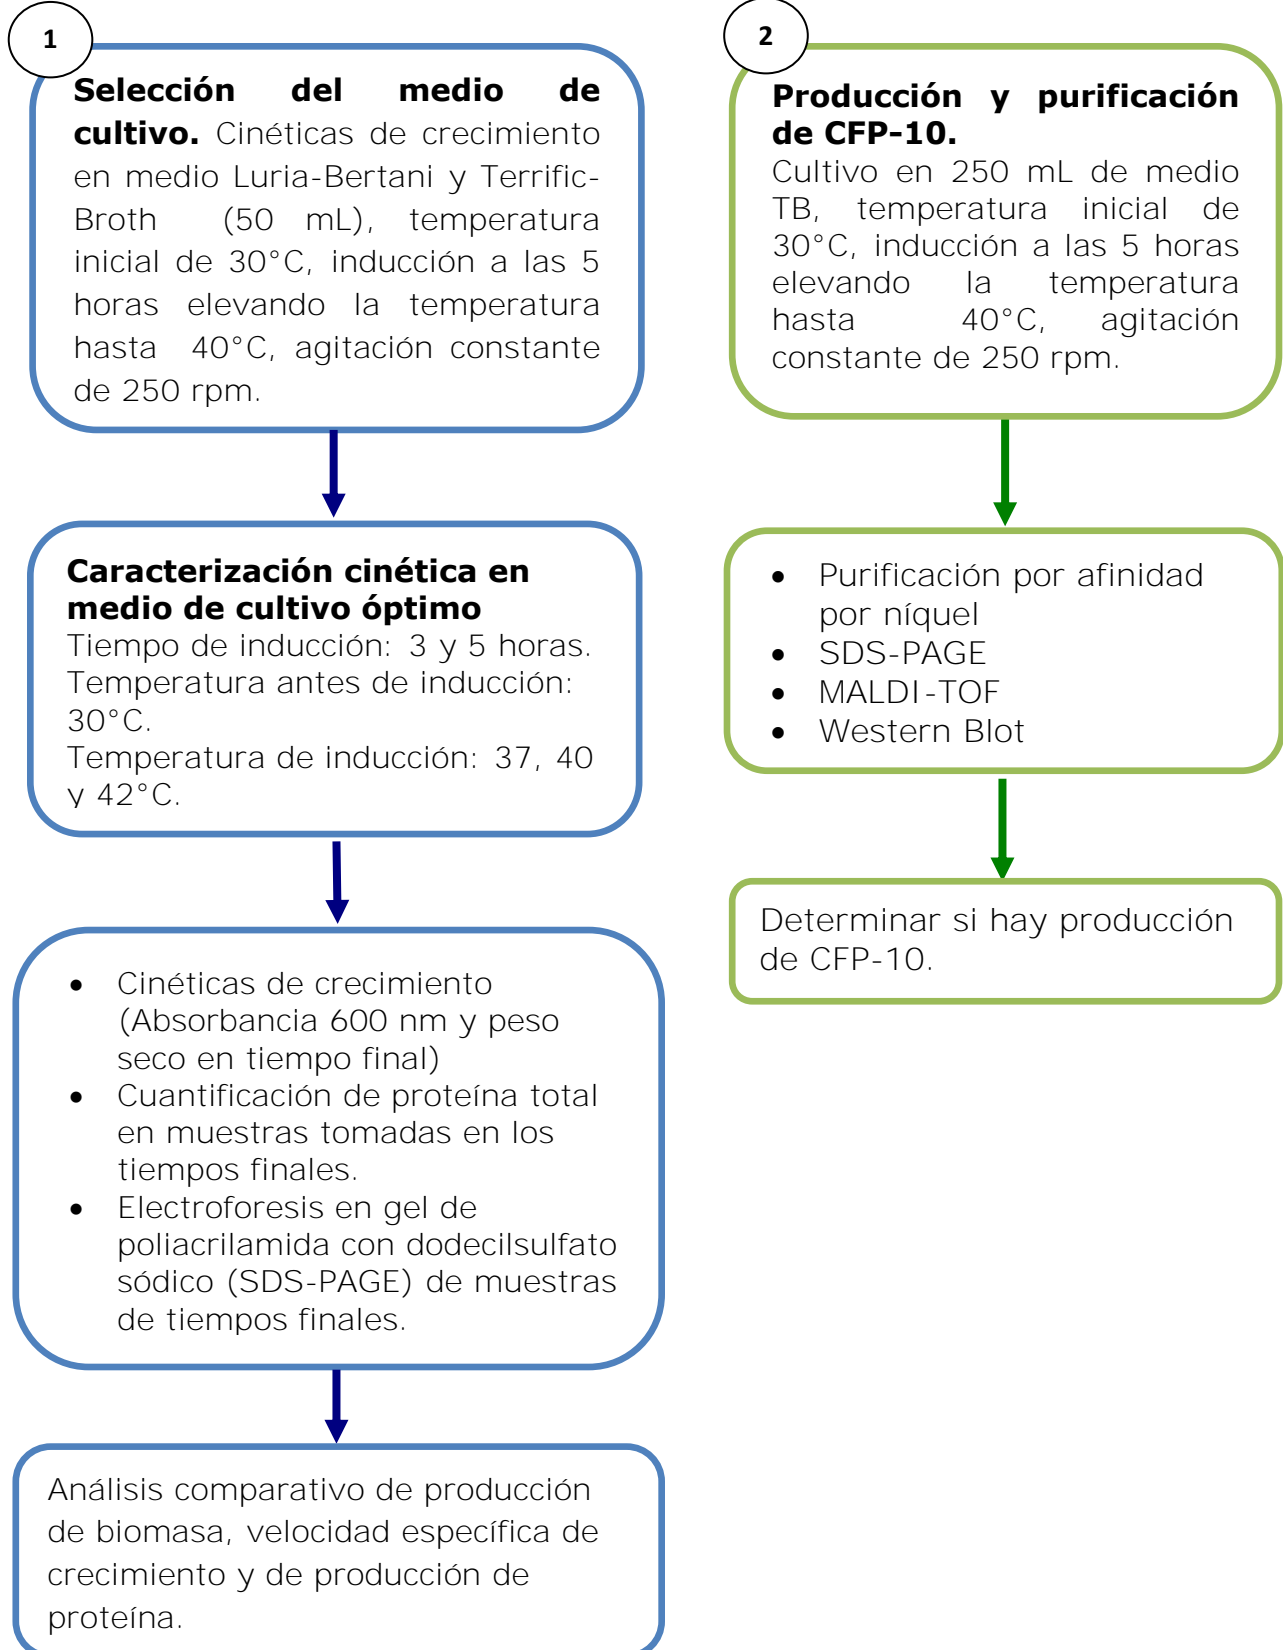 1
Selección del medio de
cultivo. Cinéticas de crecimiento
en medio Luria-Bertani y Terrific-
Broth (50 mL), temperatura
inicial de 30°C, inducción a las 5
horas elevando la temperatura
hasta 40°C, agitación constante
de 250 rpm.
Caracterización cinética en
medio de cultivo óptimo
Tiempo de inducción: 3 y 5 horas.
Temperatura antes de inducción:
30°C.
Temperatura de inducción: 37, 40
y 42°C.
• Cinéticas de crecimiento
(Absorbancia 600 nm y peso
seco en tiempo final)
• Cuantificación de proteína total
en muestras tomadas en los
tiempos finales.
• Electroforesis en gel de
poliacrilamida con dodecilsulfato
sódico (SDS-PAGE) de muestras
de tiempos finales.
Análisis comparativo de producción
de biomasa, velocidad específica de
crecimiento y de producción de
proteína.
2
Producción y purificación
de CFP-10.
Cultivo en 250 mL de medio
TB, temperatura inicial de
30°C, inducción a las 5 horas
elevando la temperatura
hasta 40°C, agitación
constante de 250 rpm.
• Purificación por afinidad
por níquel
• SDS-PAGE
• MALDI-TOF
• Western Blot
Determinar si hay producción
de CFP-10.